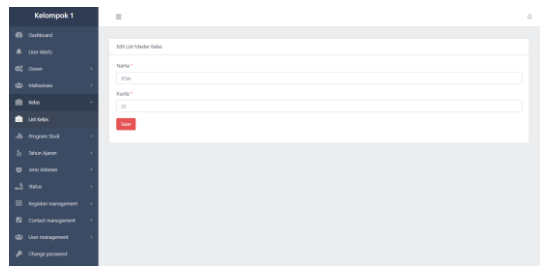 Kelompok 1
Dashboard
User Alerts
Dosen
Mahasiswa
Kelas
List Kelas
Program Studi
Tahun Ajaran
Jenis Kelamin
Status
Kegiatan management
Contact management
User management
Change password
Edit List Master Kelas
Nama *
Kuota *
31
Save